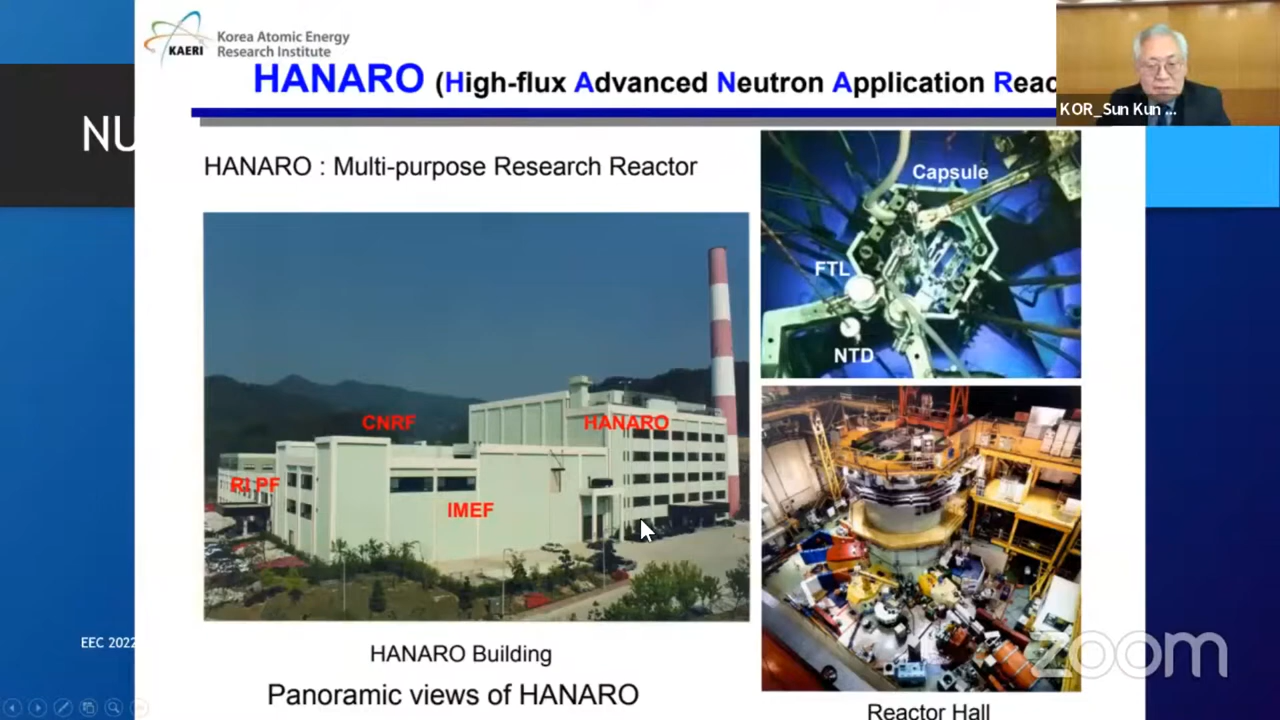 KAERI
Korea Atomic Energy
Research Institute
HANARO (High-flux Advanced Neutron Application Reac
KOR_Sun Kun ...
NU
HANARO : Multi-purpose Research Reactor
Capsule
FTL
NTD
CNRF
HANARO
RI PF
IMEF
EEC 2022
HANARO Building
Panoramic views of HANARO
zoom
Reactor Hall